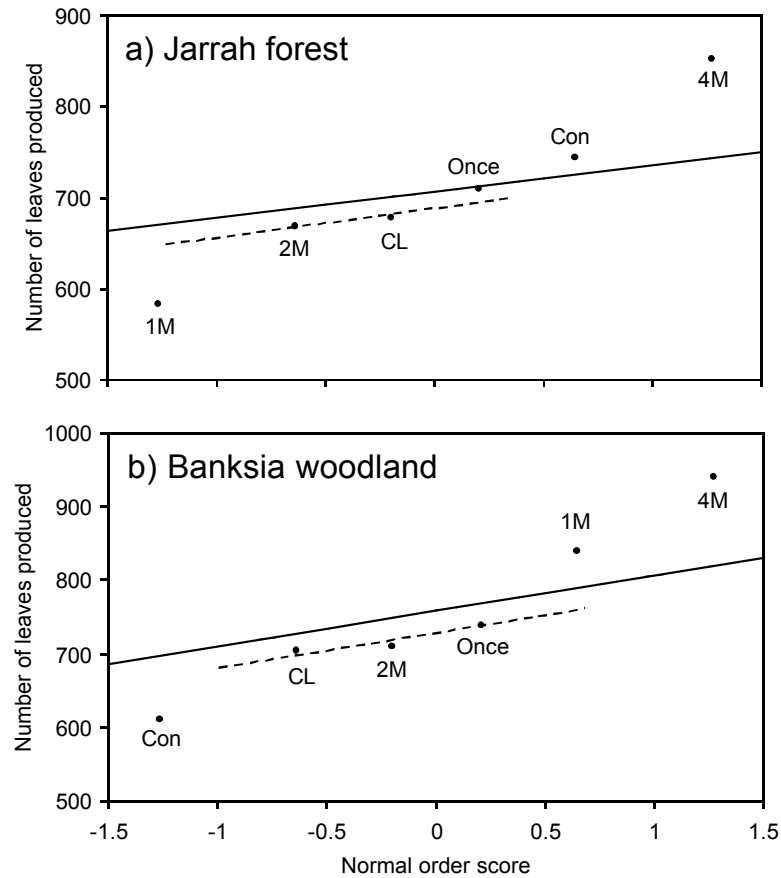 900
a) Jarrah forest
4M
800
Con
Once
700
2M
CL
600
1M
500
Number of leaves produced
1000
b) Banksia woodland
900
4M
1M
800
700
Once
CL
2M
600
Con
500
Number of leaves produced
-1.5 -1 -0.5 0 0.5 1 1.5
Normal order score